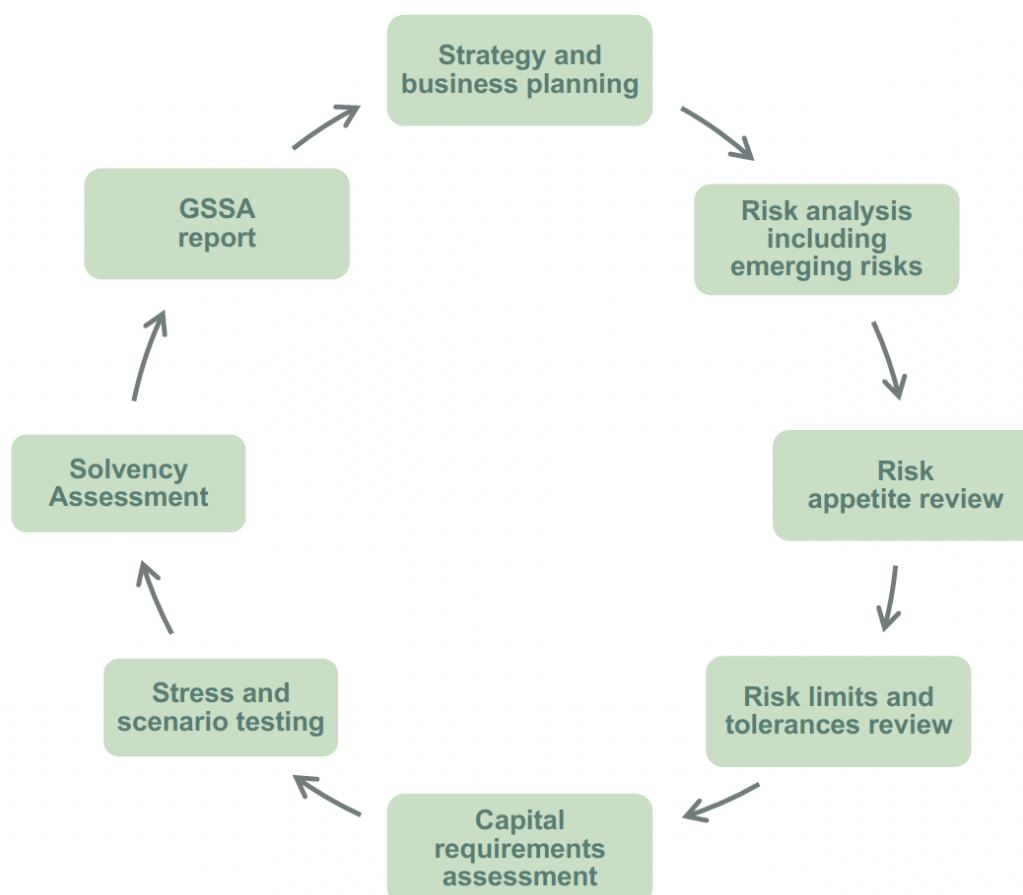 Strategy and
business planning
Risk analysis
including
emerging risks
Risk
appetite review
Risk limits and
tolerances review
Capital
requirements
assessment
Stress and
scenario testing
Solvency
Assessment
GSSA
report